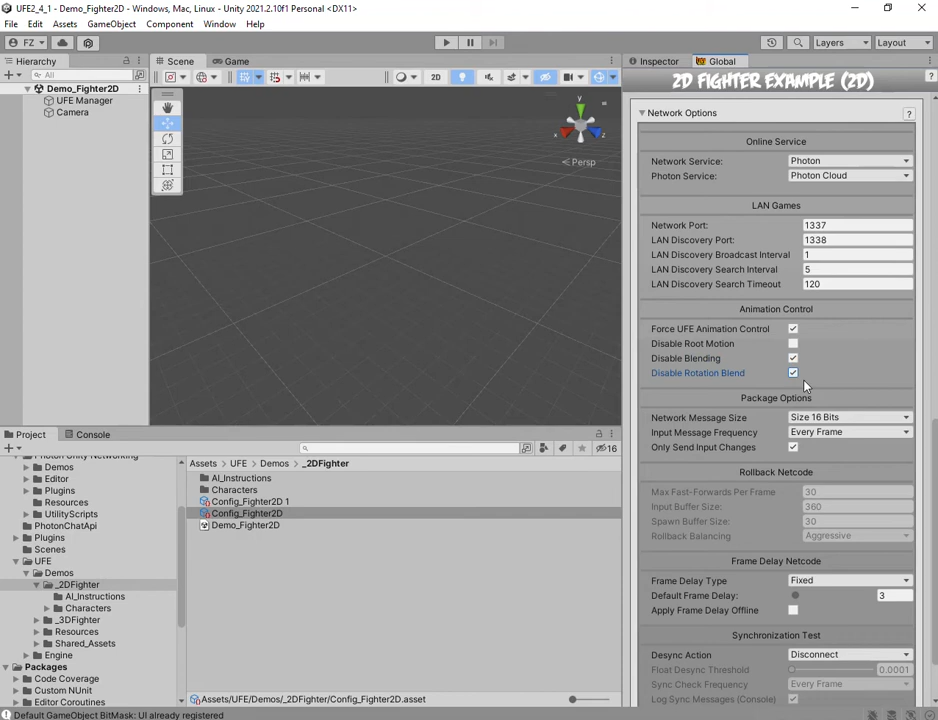 UFE2_4_1 - Demo_Fighter2D - Windows, Mac, Linux - Unity 2021.2.10f1 Personal <DX11>
File Edit Assets GameObject Component Window Help
FZ Layers Layout
Hierarchy Scene Game Inspector Global
All 2D
2D FIGHTER EXAMPLE (2D) ?
Demo_Fighter2D
UFE Manager
Camera
y
x z
Persp
Network Options ?
Online Service
Network Service: Photon
Photon Service: Photon Cloud
LAN Games
Network Port: 1337
LAN Discovery Port: 1338
LAN Discovery Broadcast Interval 1
LAN Discovery Search Interval 5
LAN Discovery Search Timeout 120
Animation Control
Force UFE Animation Control
Disable Root Motion
Disable Blending
Disable Rotation Blend
Package Options
Network Message Size Size 16 Bits
Input Message Frequency Every Frame
Only Send Input Changes
Rollback Netcode
Max Fast-Forwards Per Frame 30
Input Buffer Size: 360
Spawn Buffer Size: 30
Rollback Balancing Aggressive
Frame Delay Netcode
Frame Delay Type Fixed
Default Frame Delay: 3
Apply Frame Delay Offline
Synchronization Test
Desync Action Disconnect
Float Desync Threshold 0.0001
Sync Check Frequency Every Frame
Log Sync Messages (Console)
Project Console
16
Photon Unity Networking
Demos
Editor
Plugins
Resources
UtilityScripts
PhotonChatApi
Plugins
Scenes
UFE
Demos
_2DFighter
AI_Instructions
Characters
_3DFighter
Resources
Shared_Assets
Engine
Packages
Code Coverage
Custom NUnit
Editor Coroutines
Assets > UFE > Demos > _2DFighter
AI_Instructions
Characters
Config_Fighter2D 1
Config_Fighter2D
Demo_Fighter2D
Assets/UFE/Demos/_2DFighter/Config_Fighter2D.asset
Default GameObject BitMask: UI already registered